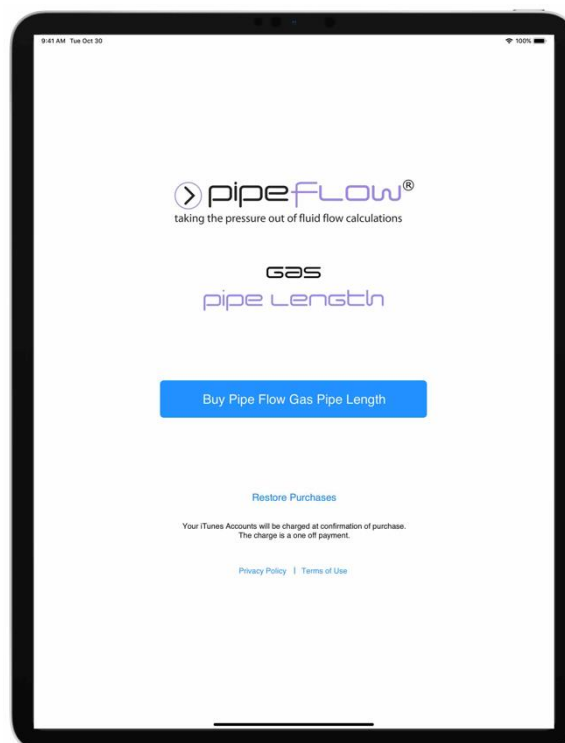 9:41 AM Tue Oct 30
100%
pipeFLOW®
taking the pressure out of fluid flow calculations
Gas
pipe Length
Buy Pipe Flow Gas Pipe Length
Restore Purchases
Your iTunes Accounts will be charged at confirmation of purchase.
The charge is a one off payment.
Privacy Policy | Terms of Use